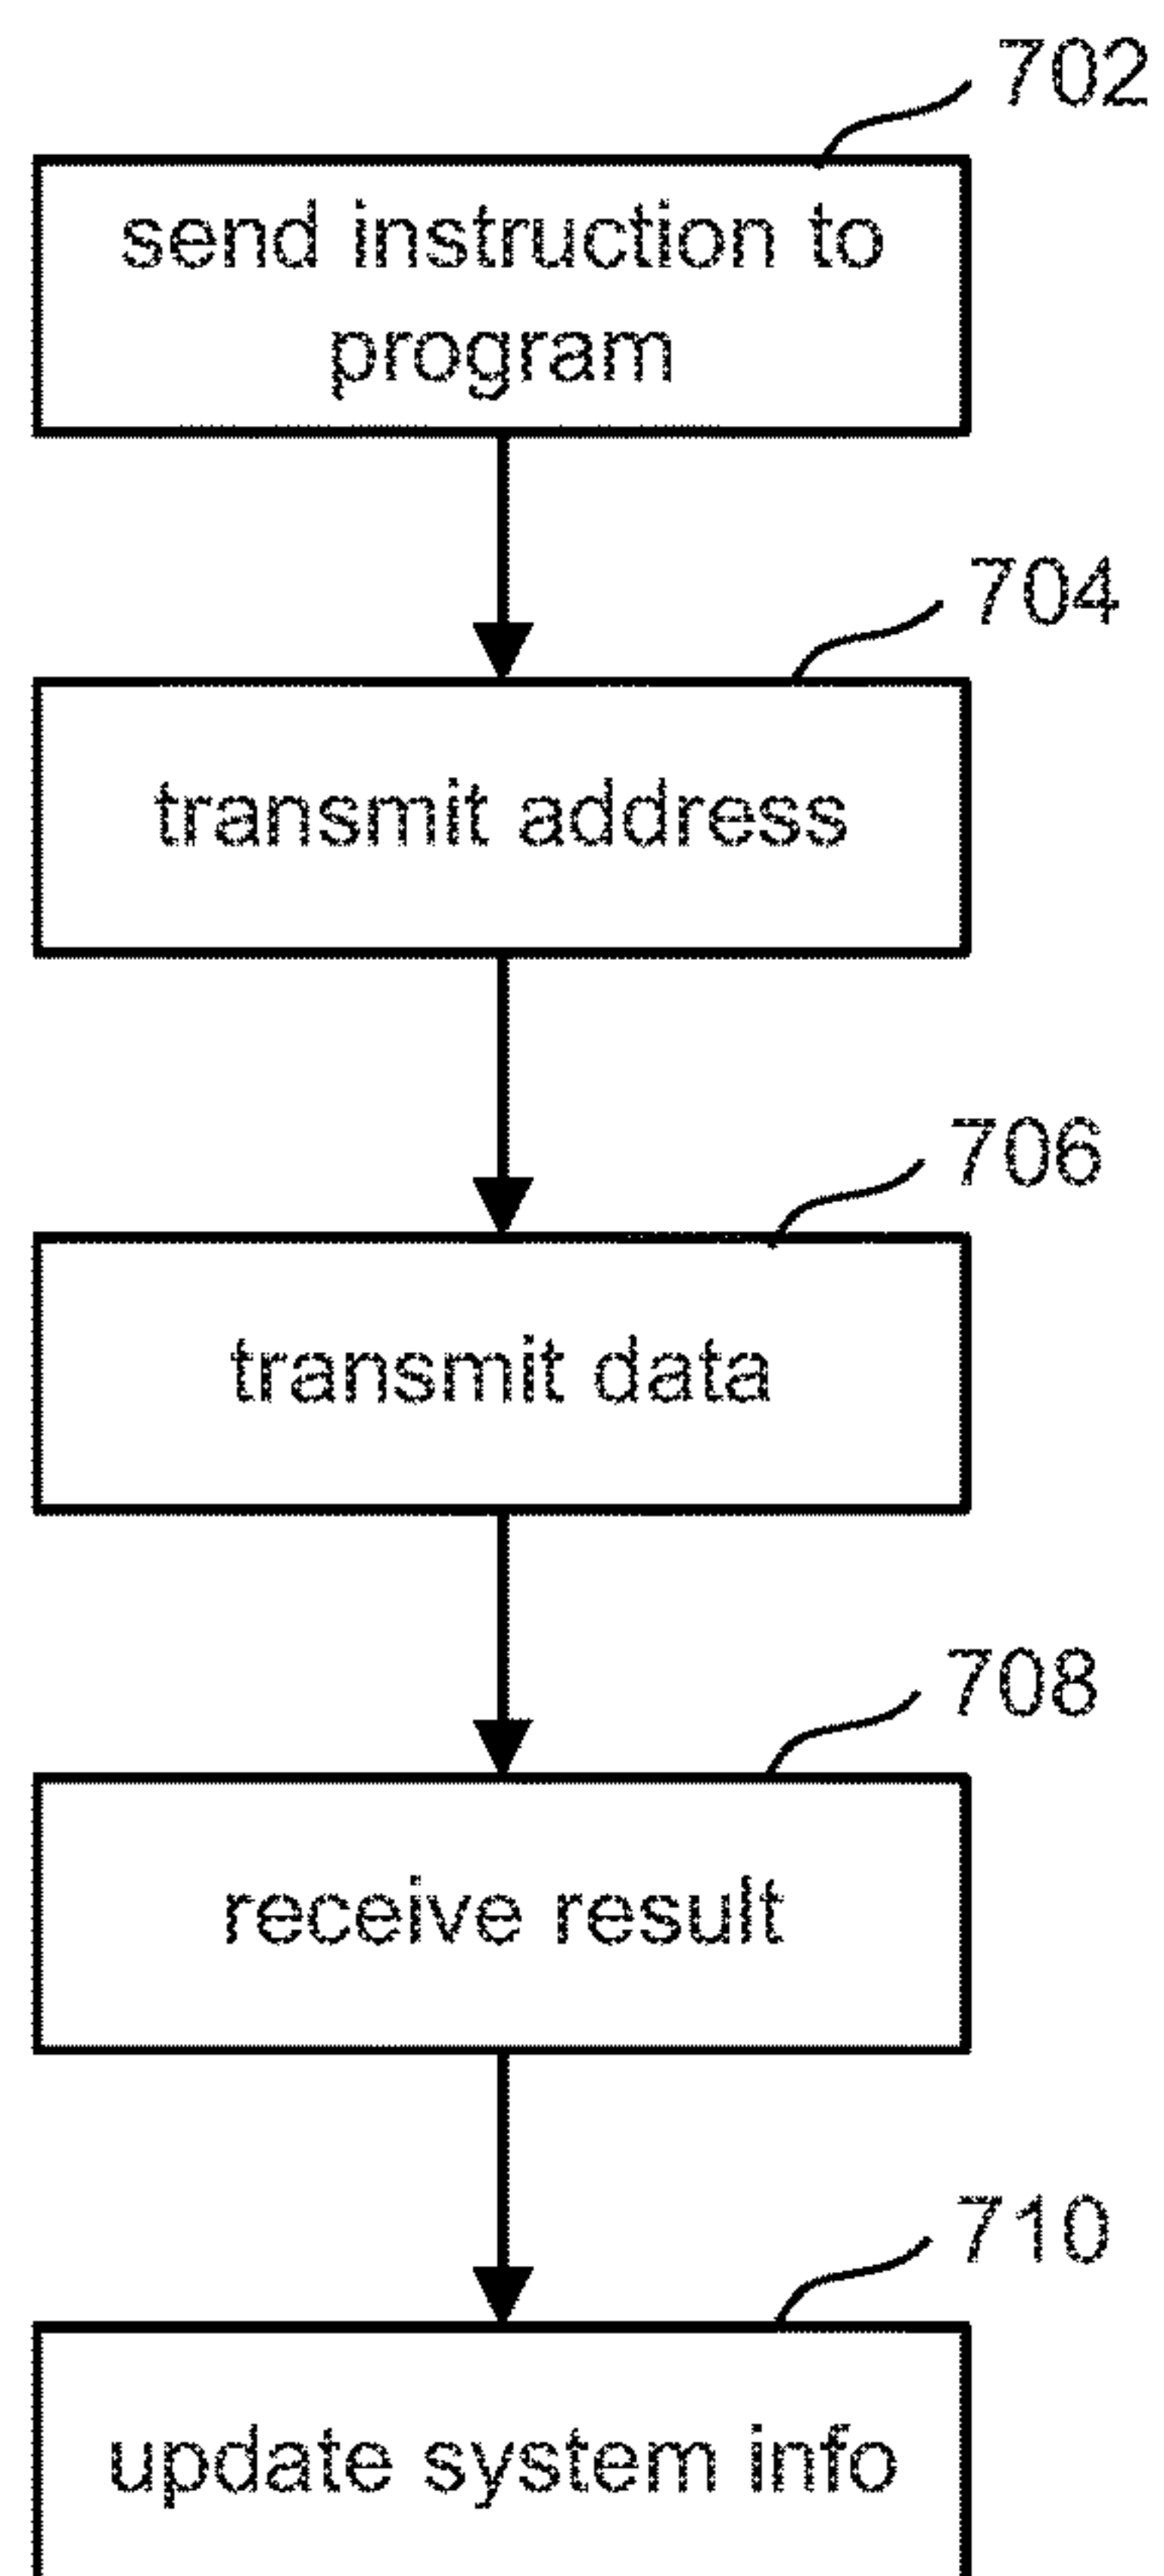 702
send instruction to
program
704
transmit address
706
transmit data
708
receive result
710
update system info